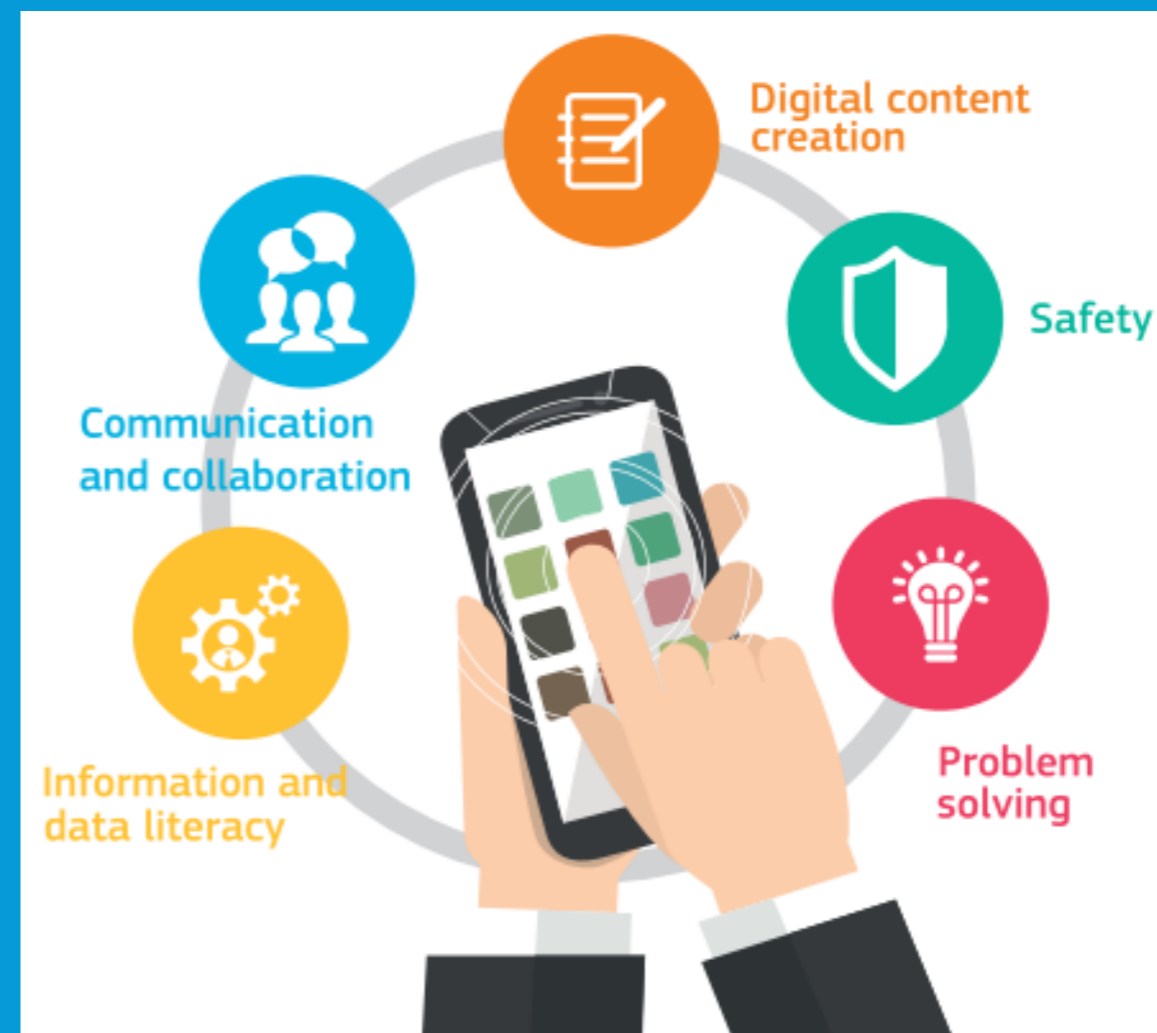 Digital content
creation
Safety
Communication
and collaboration
Problem
solving
Information and
data literacy